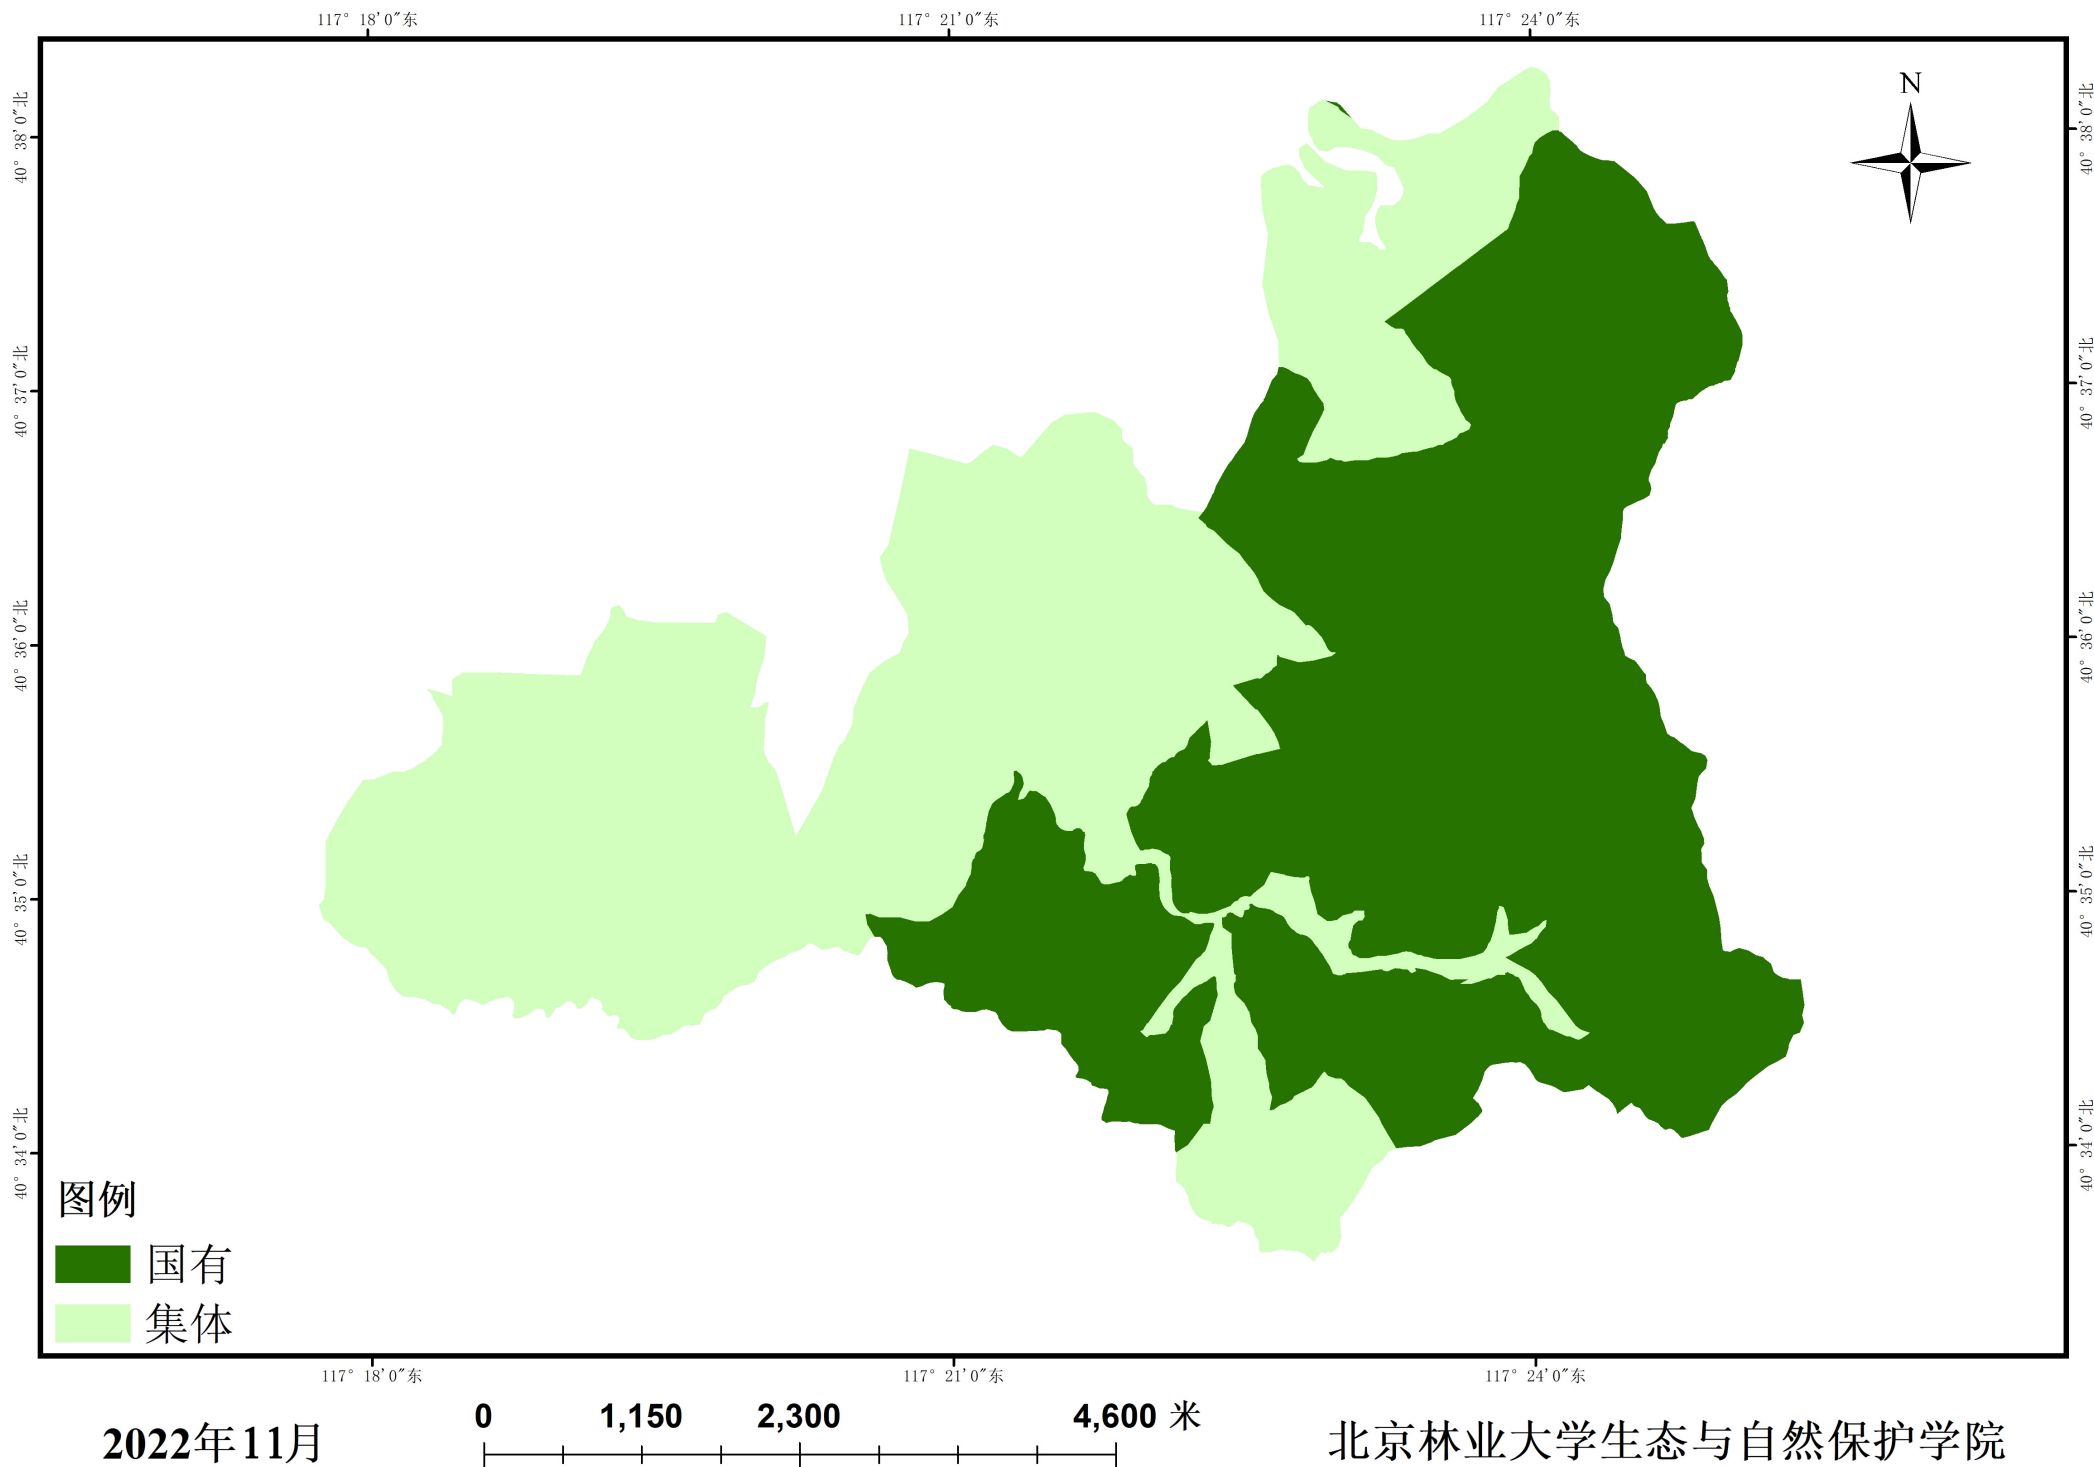 117° 18'0"东
117° 21'0"东
117° 24'0"东
N
40° 38'0"北
40° 38'0"北
40° 37'0"北
40° 37'0"北
40° 36'0"北
40° 36'0"北
40° 35'0"北
40° 35'0"北
40° 34'0"北
40° 34'0"北
图例
国有
集体
117° 18'0"东
117° 21'0"东
117° 24'0"东
0 1,150 2,300 4,600 米
2022年11月
北京林业大学生态与自然保护学院